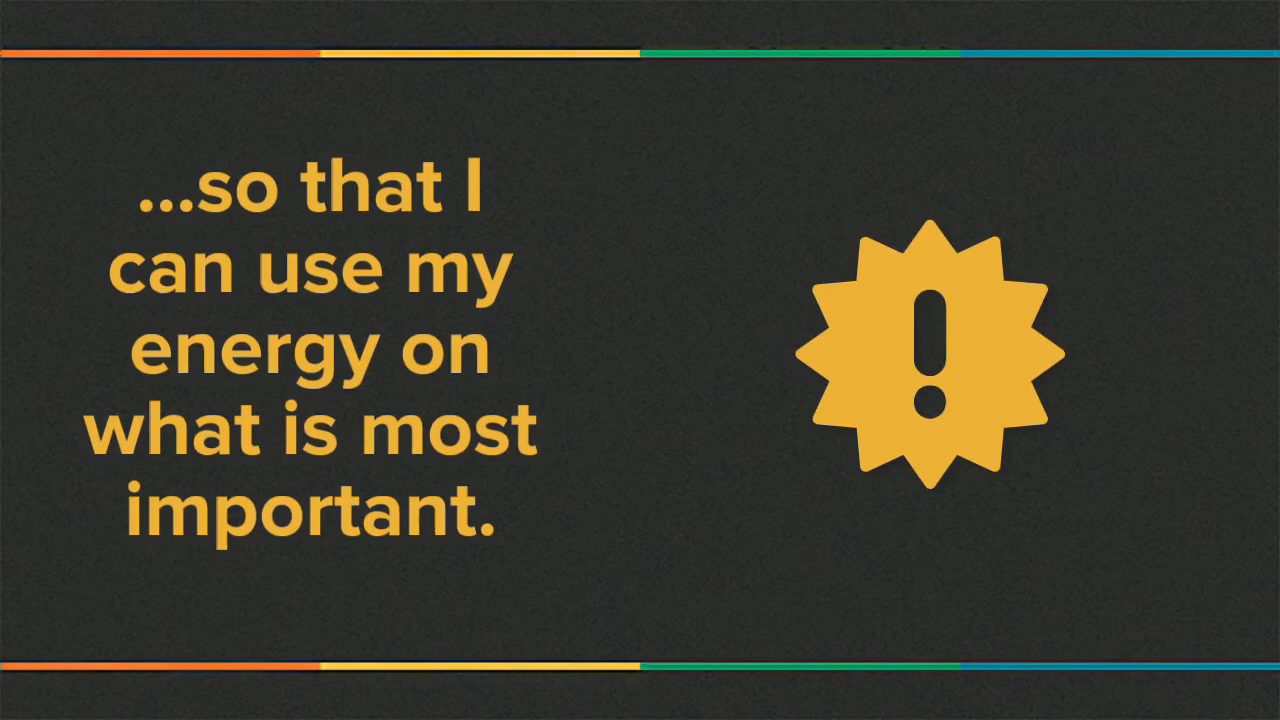 ...so that I
can use my
energy on
what is most
important.